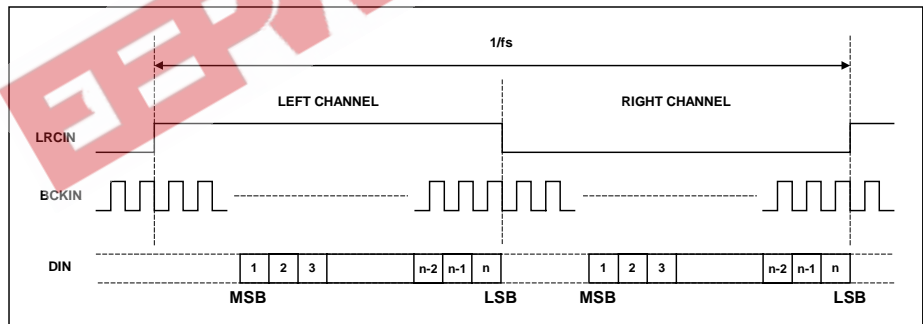 1/fs
LEFT CHANNEL RIGHT CHANNEL
LRCIN
BCKIN
DIN 1 2 3 n-2 n-1 n 1 2 3 n-2 n-1 n
MSB LSB MSB LSB